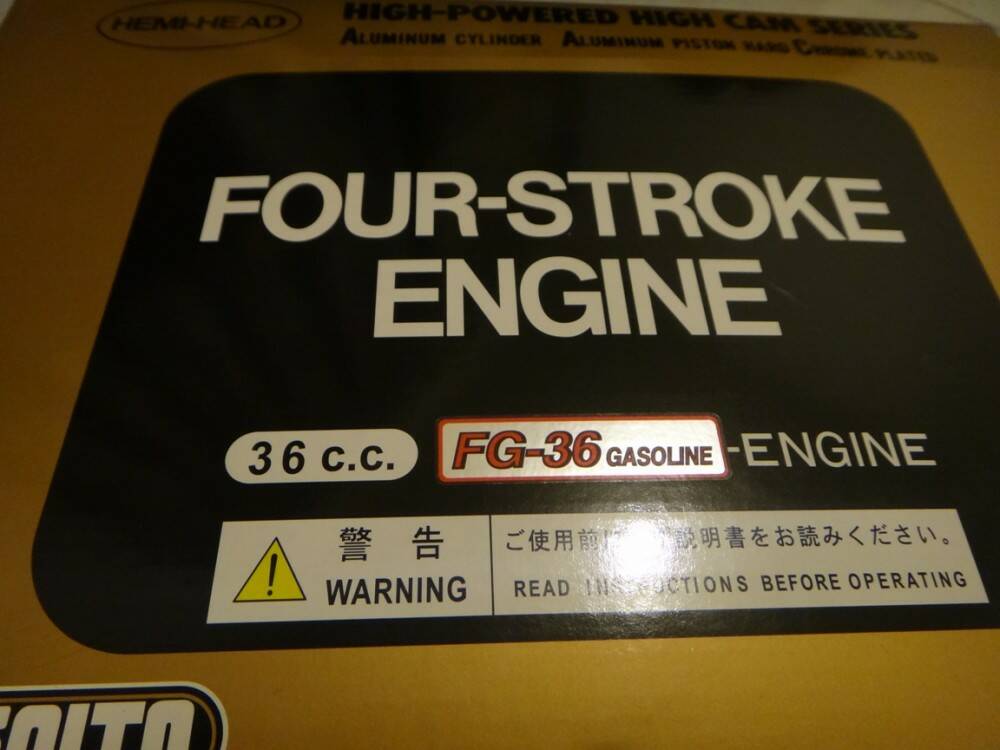 HEMI-HEAD
HIGH-POWERED HIGH CAM SERIES
ALUMINUM CYLINDER ALUMINUM PISTON HARD CHROME PLATED
FOUR-STROKE
ENGINE
36 c.c. FG-36 GASOLINE -ENGINE
警告
WARNING
ご使用前に 説明書をお読みください。
READ INSTRUCTIONS BEFORE OPERATING
SAITO